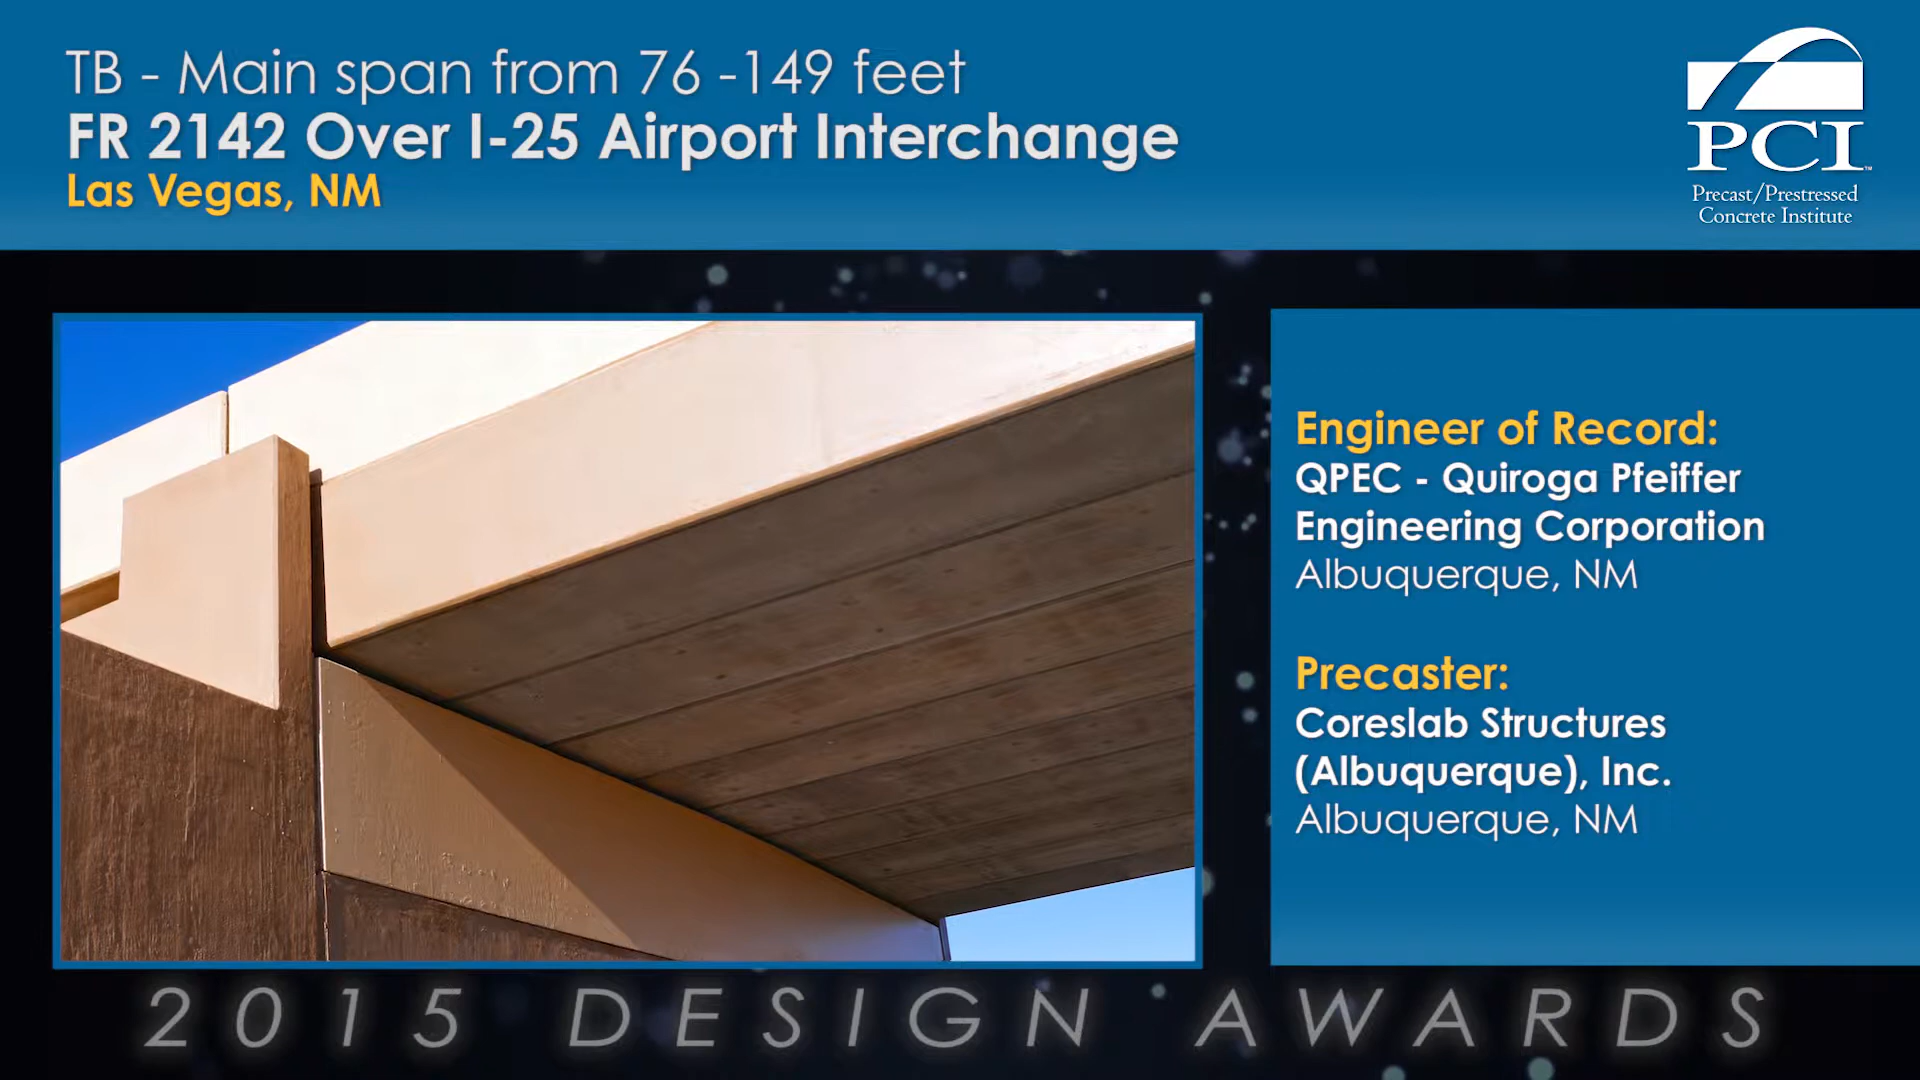 TB - Main span from 76 -149 feet
FR 2142 Over I-25 Airport Interchange
Las Vegas, NM
PCI™
Precast/Prestressed
Concrete Institute
Engineer of Record:
QPEC - Quiroga Pfeiffer
Engineering Corporation
Albuquerque, NM
Precaster:
Coreslab Structures
(Albuquerque), Inc.
Albuquerque, NM
2015 DESIGN AWARDS